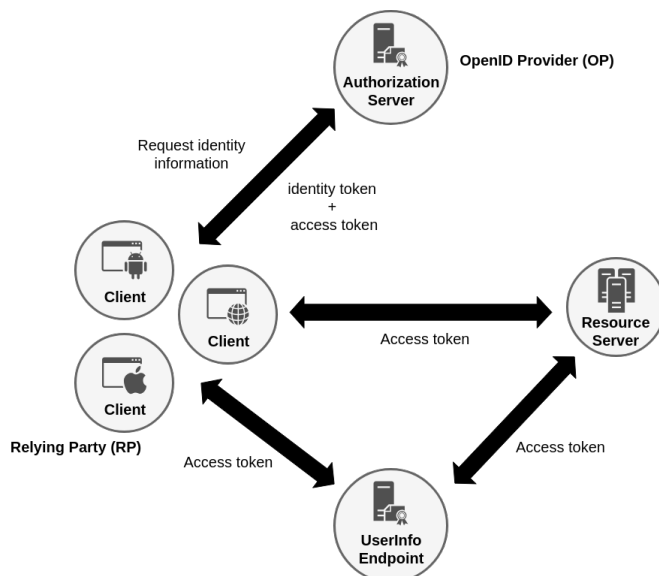 OpenID Provider (OP)
Authorization
Server
Request identity
information
identity token
+
access token
Client
Client
Client
Access token
Resource
Server
Relying Party (RP)
Access token
Access token
UserInfo
Endpoint